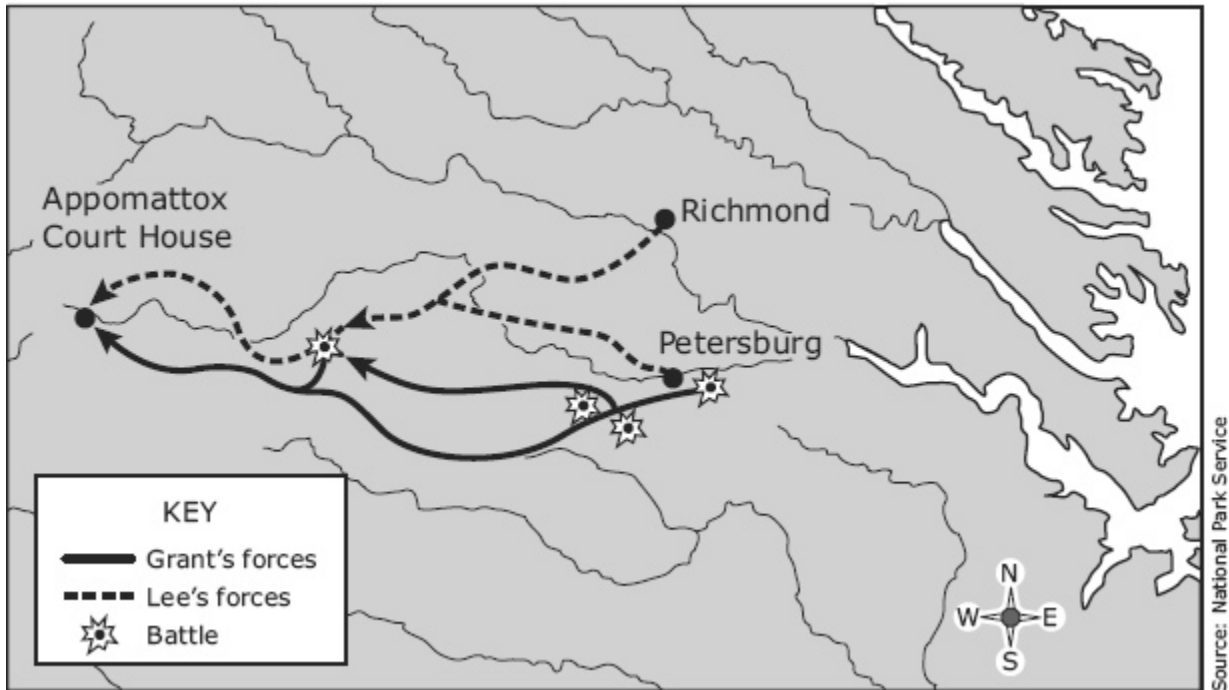 Appomattox
Court House
Richmond
Petersburg
KEY
Grant's forces
Lee's forces
Battle
N
W E
S
Source: National Park Service